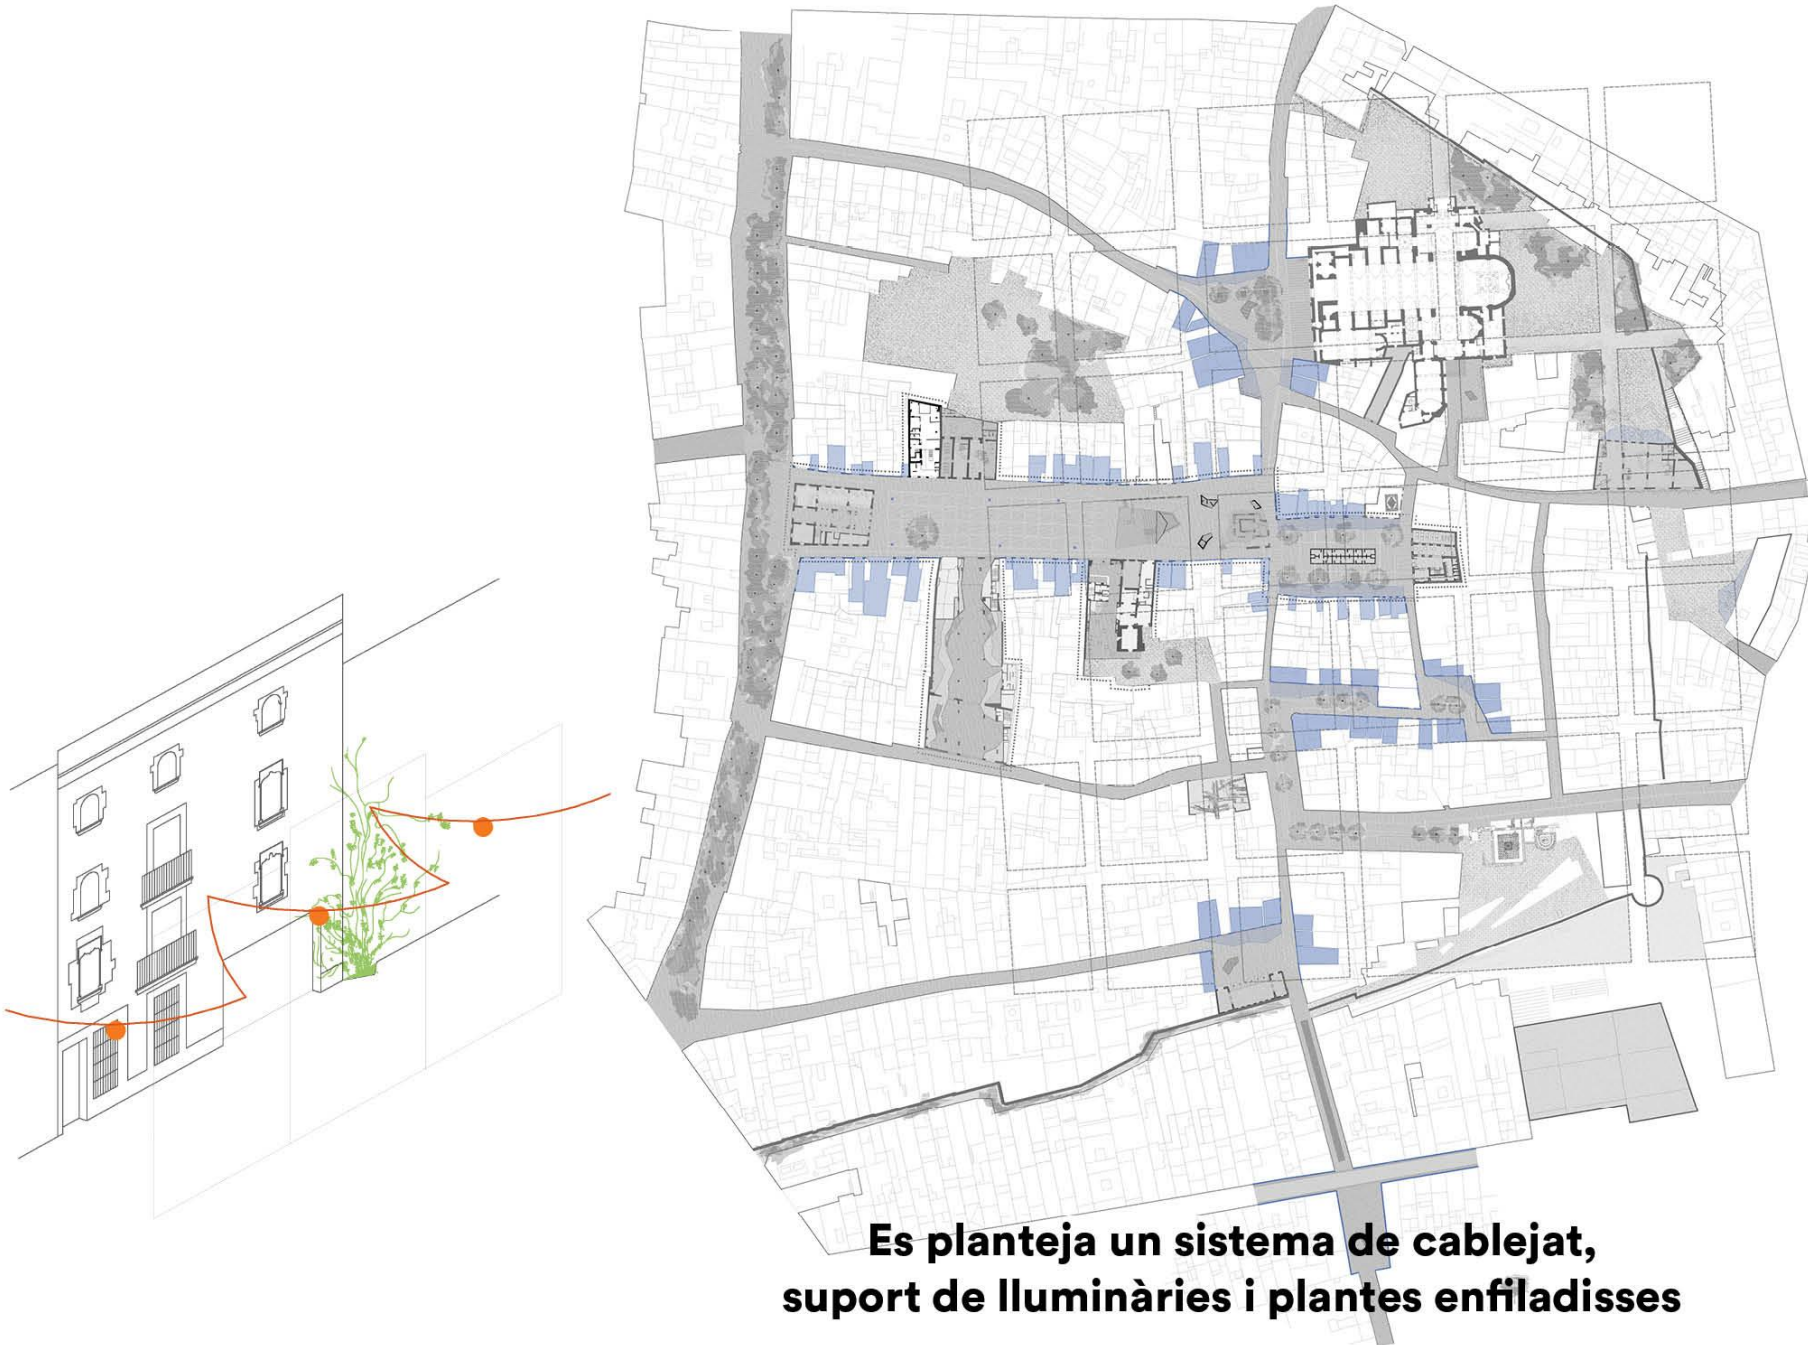 Es planteja un sistema de cablejat,
suport de lluminàries i plantes enfiladisses